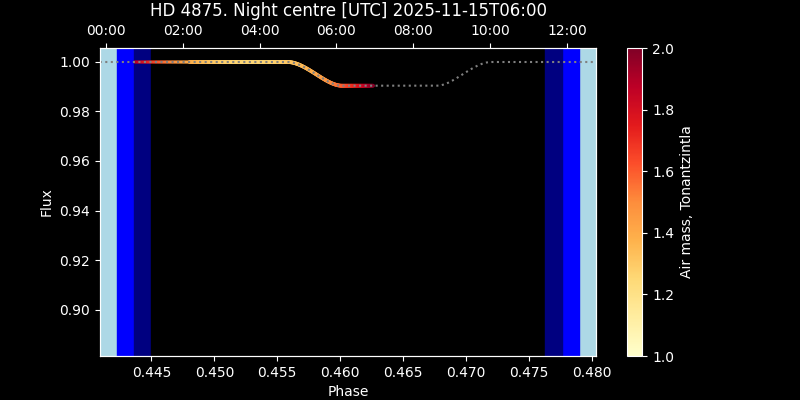 HD 4875. Night centre [UTC] 2025-11-15T06:00
00:00 02:00 04:00 06:00 08:00 10:00 12:00
1.00
0.98
0.96
0.94
0.92
0.90
Flux
0.445 0.450 0.455 0.460 0.465 0.470 0.475 0.480
Phase
2.0
1.8
1.6
1.4
1.2
1.0
Air mass, Tonantzintla